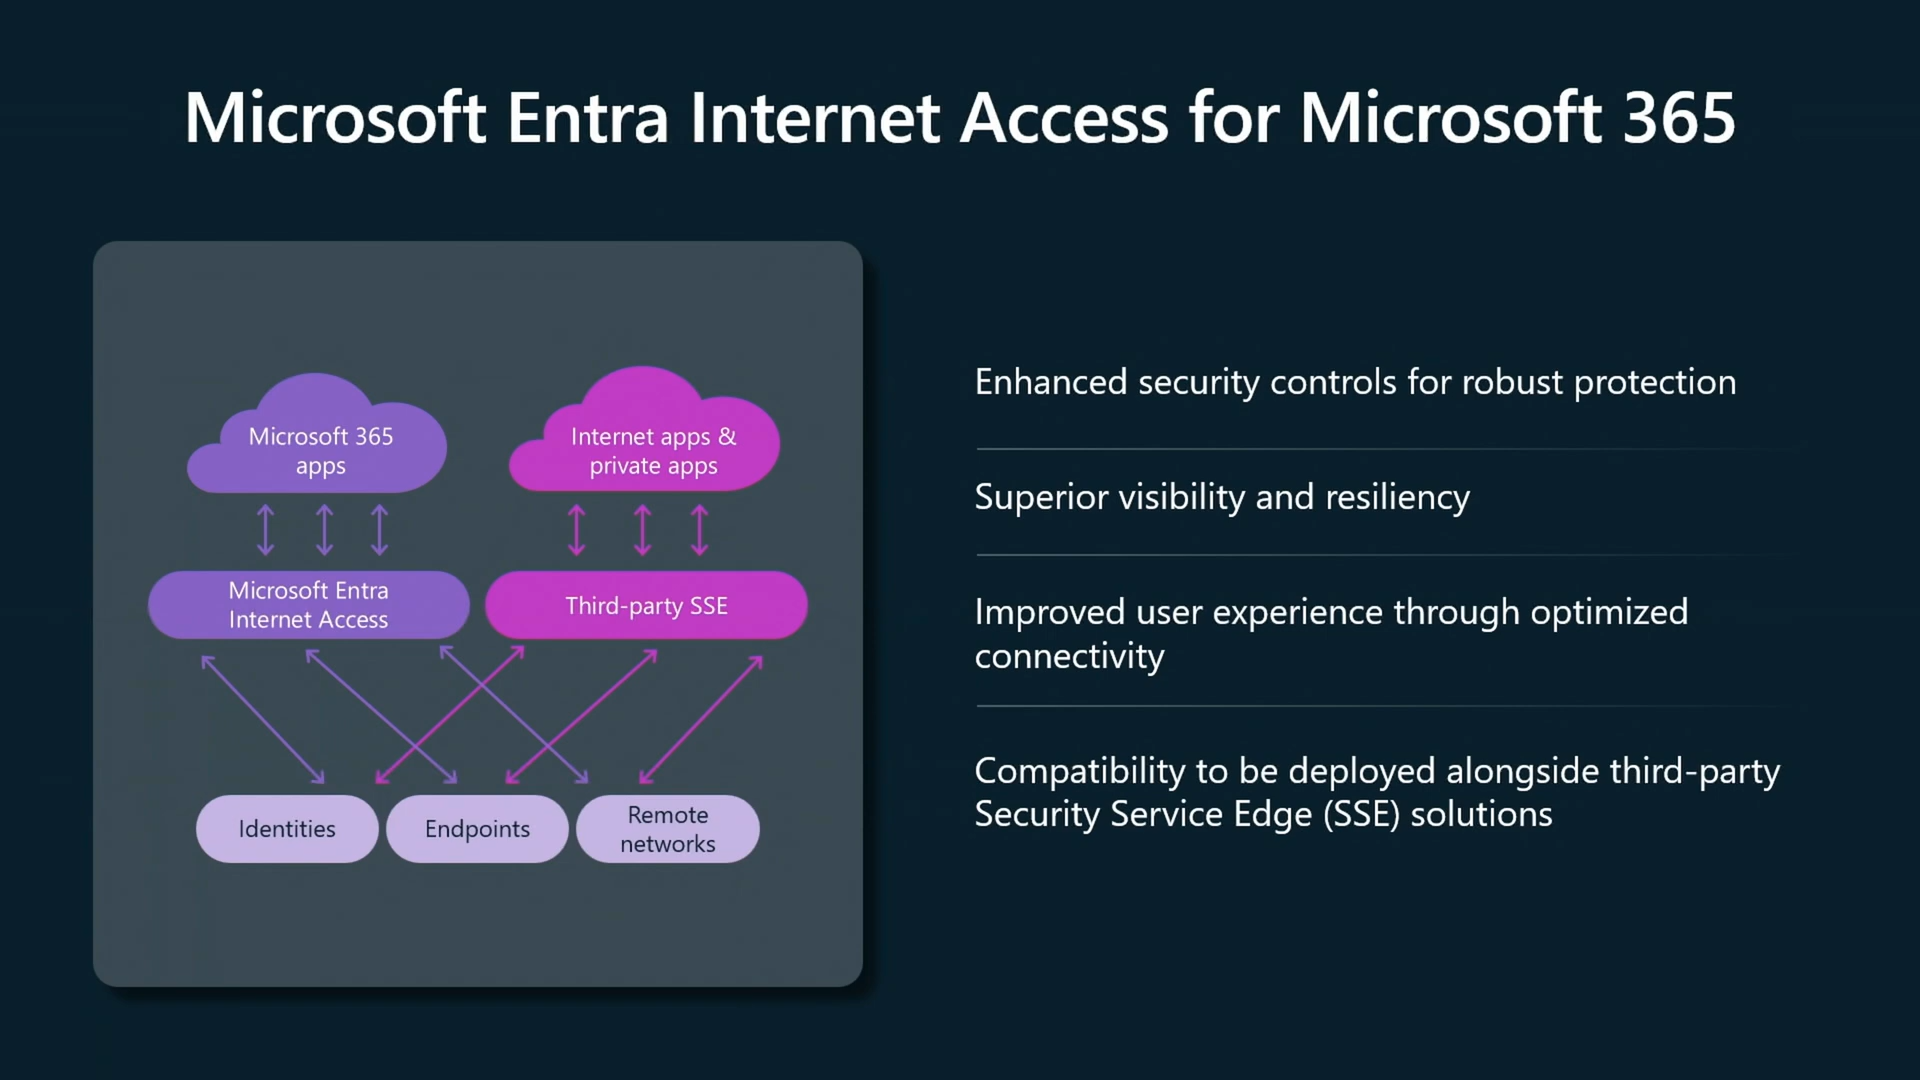 Microsoft Entra Internet Access for Microsoft 365
Microsoft 365
apps
Internet apps &
private apps
Microsoft Entra
Internet Access
Third-party SSE
Identities
Endpoints
Remote
networks
Enhanced security controls for robust protection
Superior visibility and resiliency
Improved user experience through optimized
connectivity
Compatibility to be deployed alongside third-party
Security Service Edge (SSE) solutions